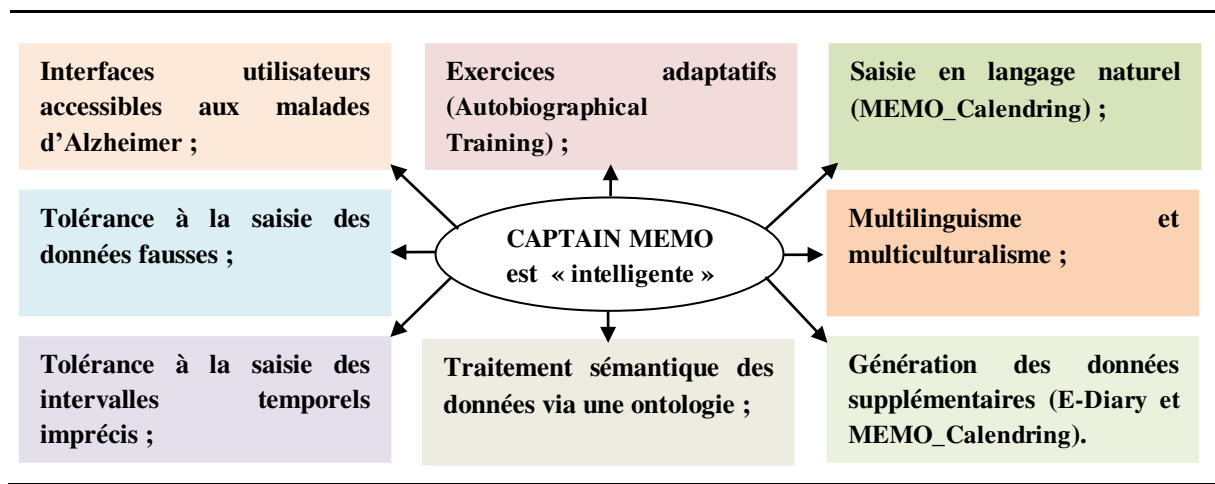 Interfaces utilisateurs
accessibles aux malades
d'Alzheimer ;
Exercices adaptatifs
(Autobiographical
Training) ;
Saisie en langage naturel
(MEMO_Calendring) ;
Tolérance à la saisie des
données fausses ;
CAPTAIN MEMO
est « intelligente »
Multilinguisme et
multiculturalisme ;
Tolérance à la saisie des
intervalles temporels
imprécis ;
Traitement sémantique des
données via une ontologie ;
Génération des données
supplémentaires (E-Diary et
MEMO_Calendring).